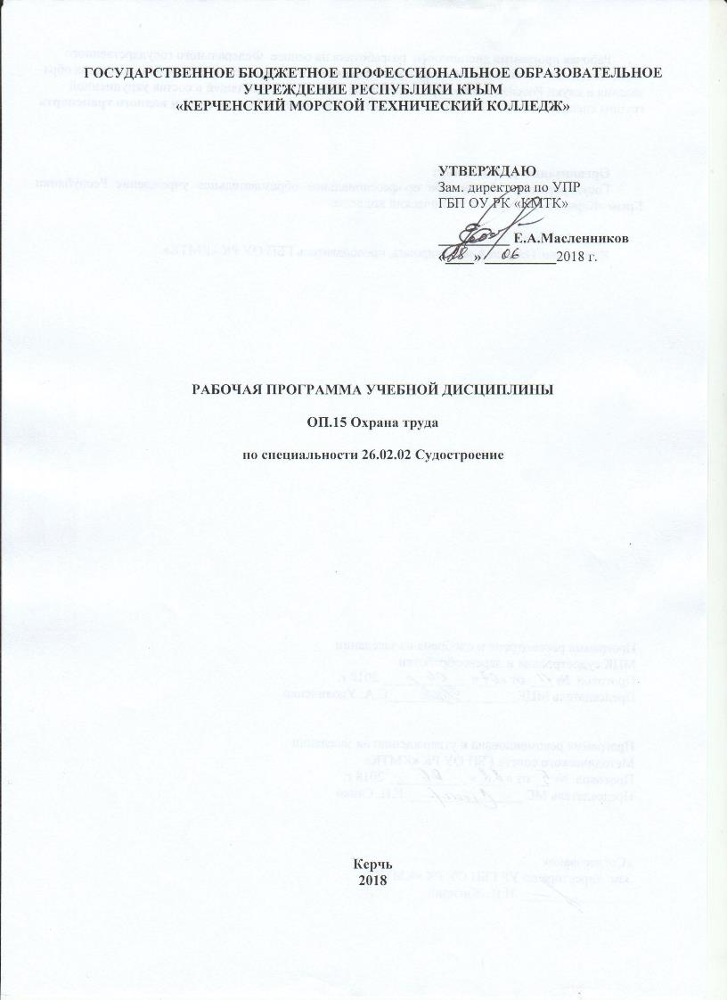 ГОСУДАРСТВЕННОЕ БЮДЖЕТНОЕ ПРОФЕССИОНАЛЬНОЕ ОБРАЗОВАТЕЛЬНОЕ
УЧРЕЖДЕНИЕ РЕСПУБЛИКИ КРЫМ
«КЕРЧЕНСКИЙ МОРСКОЙ ТЕХНИЧЕСКИЙ КОЛЛЕДЖ»
УТВЕРЖДАЮ
Зам. директора по УПР
ГБП ОУ РК «КМТК»
Е.А.Масленников
«28» 06 2018 г.
РАБОЧАЯ ПРОГРАММА УЧЕБНОЙ ДИСЦИПЛИНЫ
ОП.15 Охрана труда
по специальности 26.02.02 Судостроение
Керчь
2018